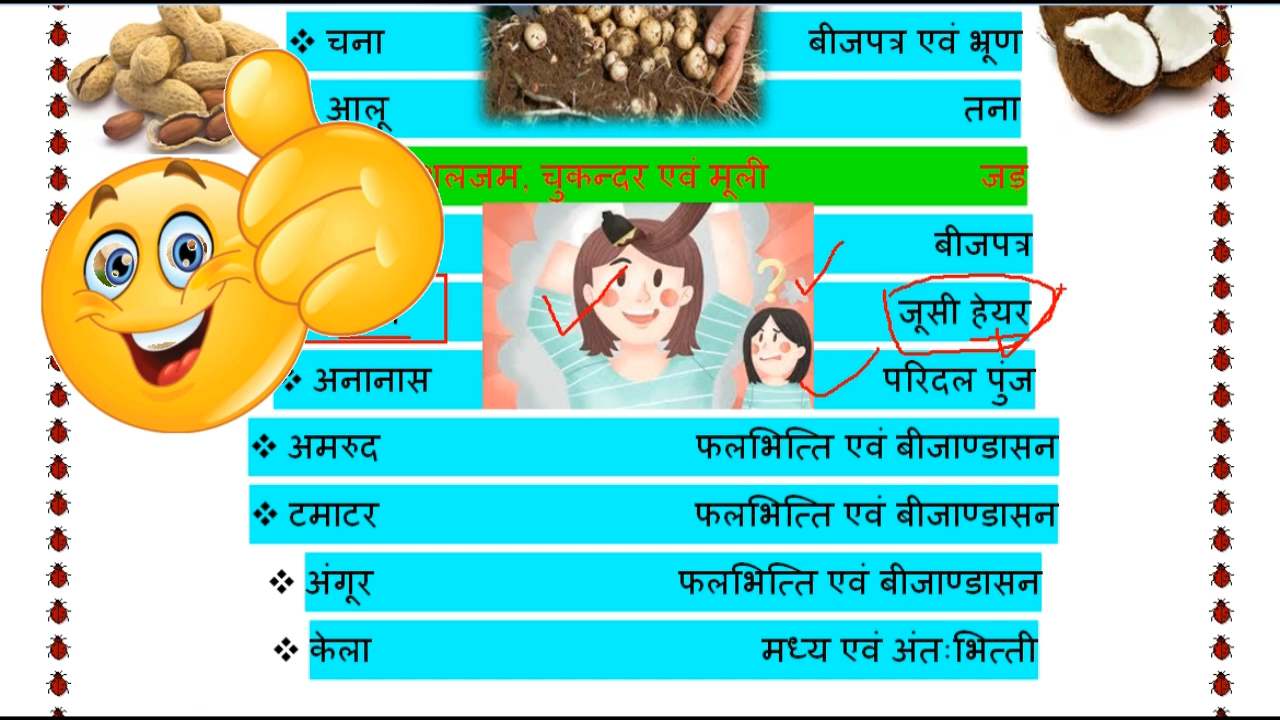 ❖ चना बीजपत्र एवं भ्रूण
आलू तना
चुकन्दर एवं मूली जड़
बीजपत्र
जूसी हेयर
❖ अनानास परिदल पुंज
❖ अमरुद फलभित्ति एवं बीजाण्डासन
❖ टमाटर फलभित्ति एवं बीजाण्डासन
❖ अंगूर फलभित्ति एवं बीजाण्डासन
❖ केला मध्य एवं अंतःभित्ती